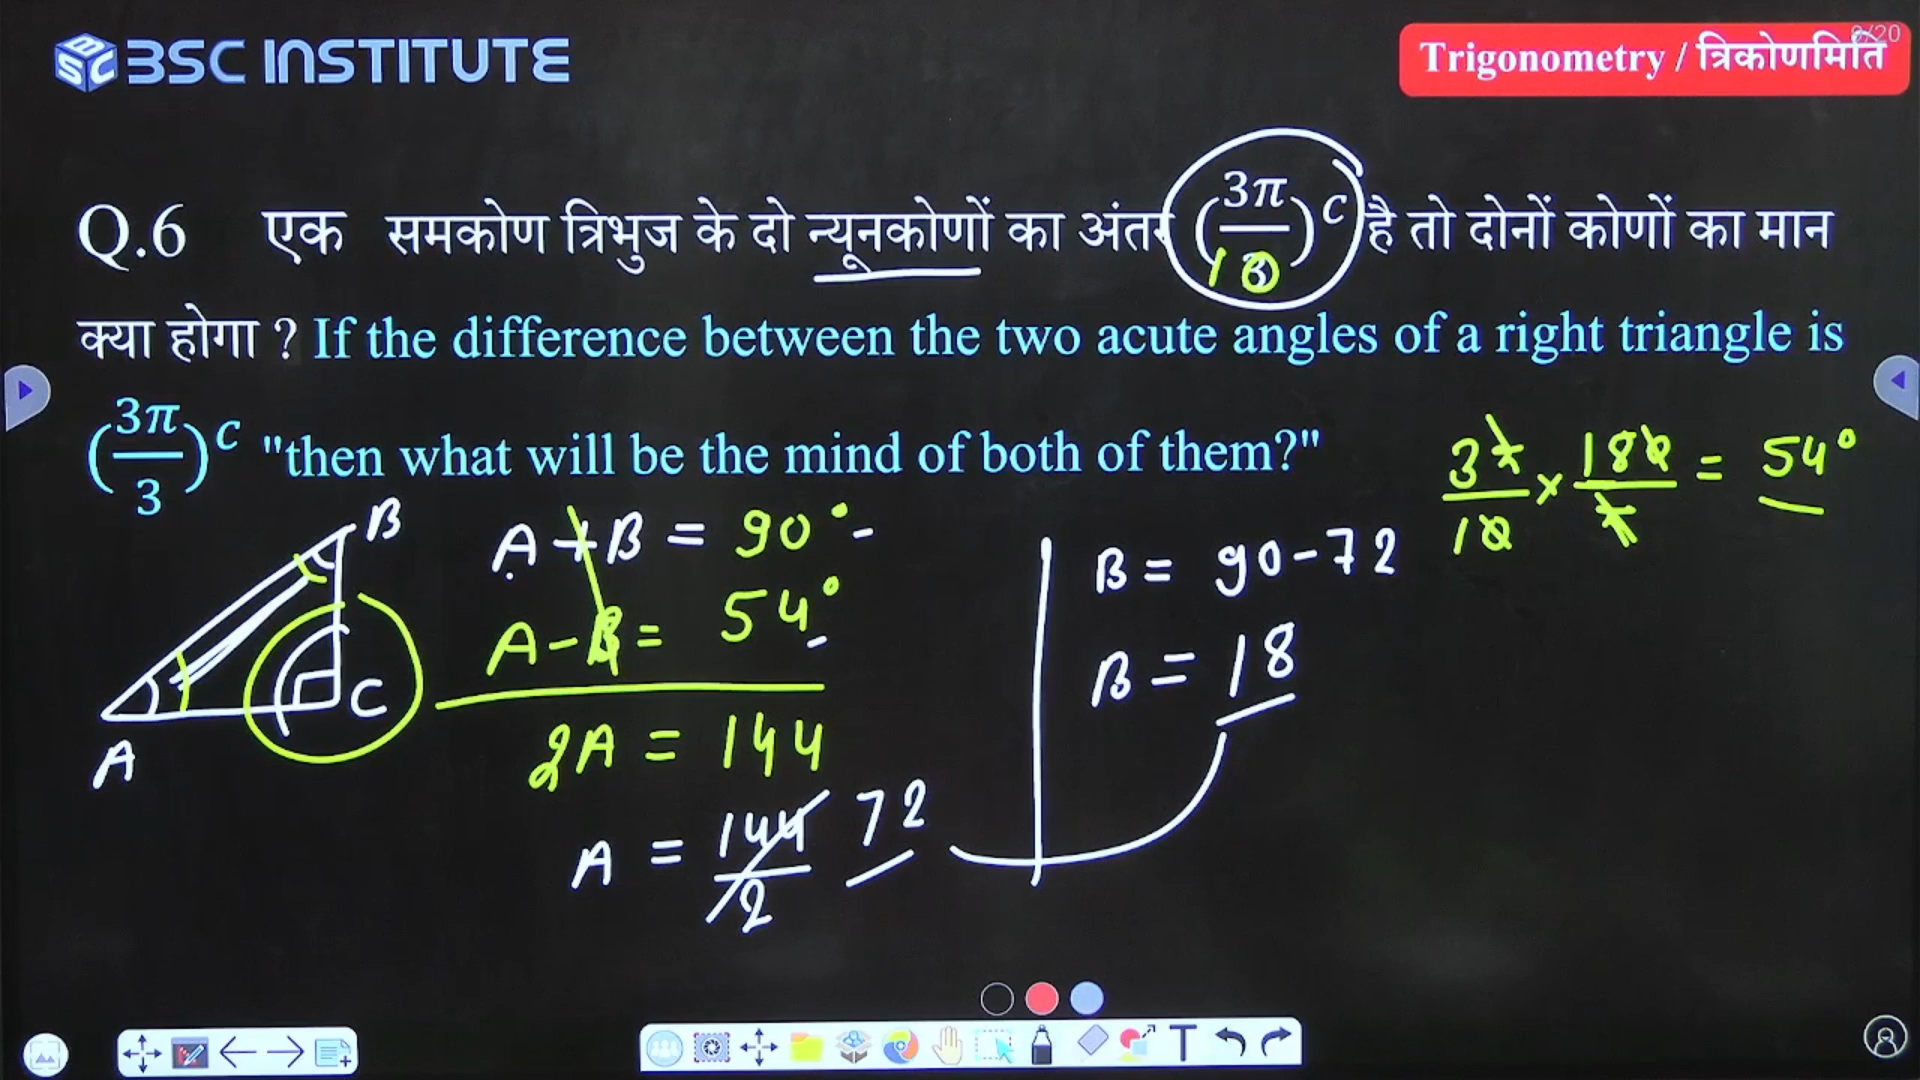 BSC INSTITUTE
9/20
Trigonometry / त्रिकोणमिति
Q.6 एक समकोण त्रिभुज के दो न्यूनकोणों का अंतर (3π/10)^C है तो दोनों कोणों का मान
क्या होगा ? If the difference between the two acute angles of a right triangle is
(3π/3)^C "then what will be the mind of both of them?"
3π/10 × 180/π = 54°
B
C
A
A + B = 90°
A - B = 54°
2A = 144
A = 144/2 72
B = 90 - 72
B = 18